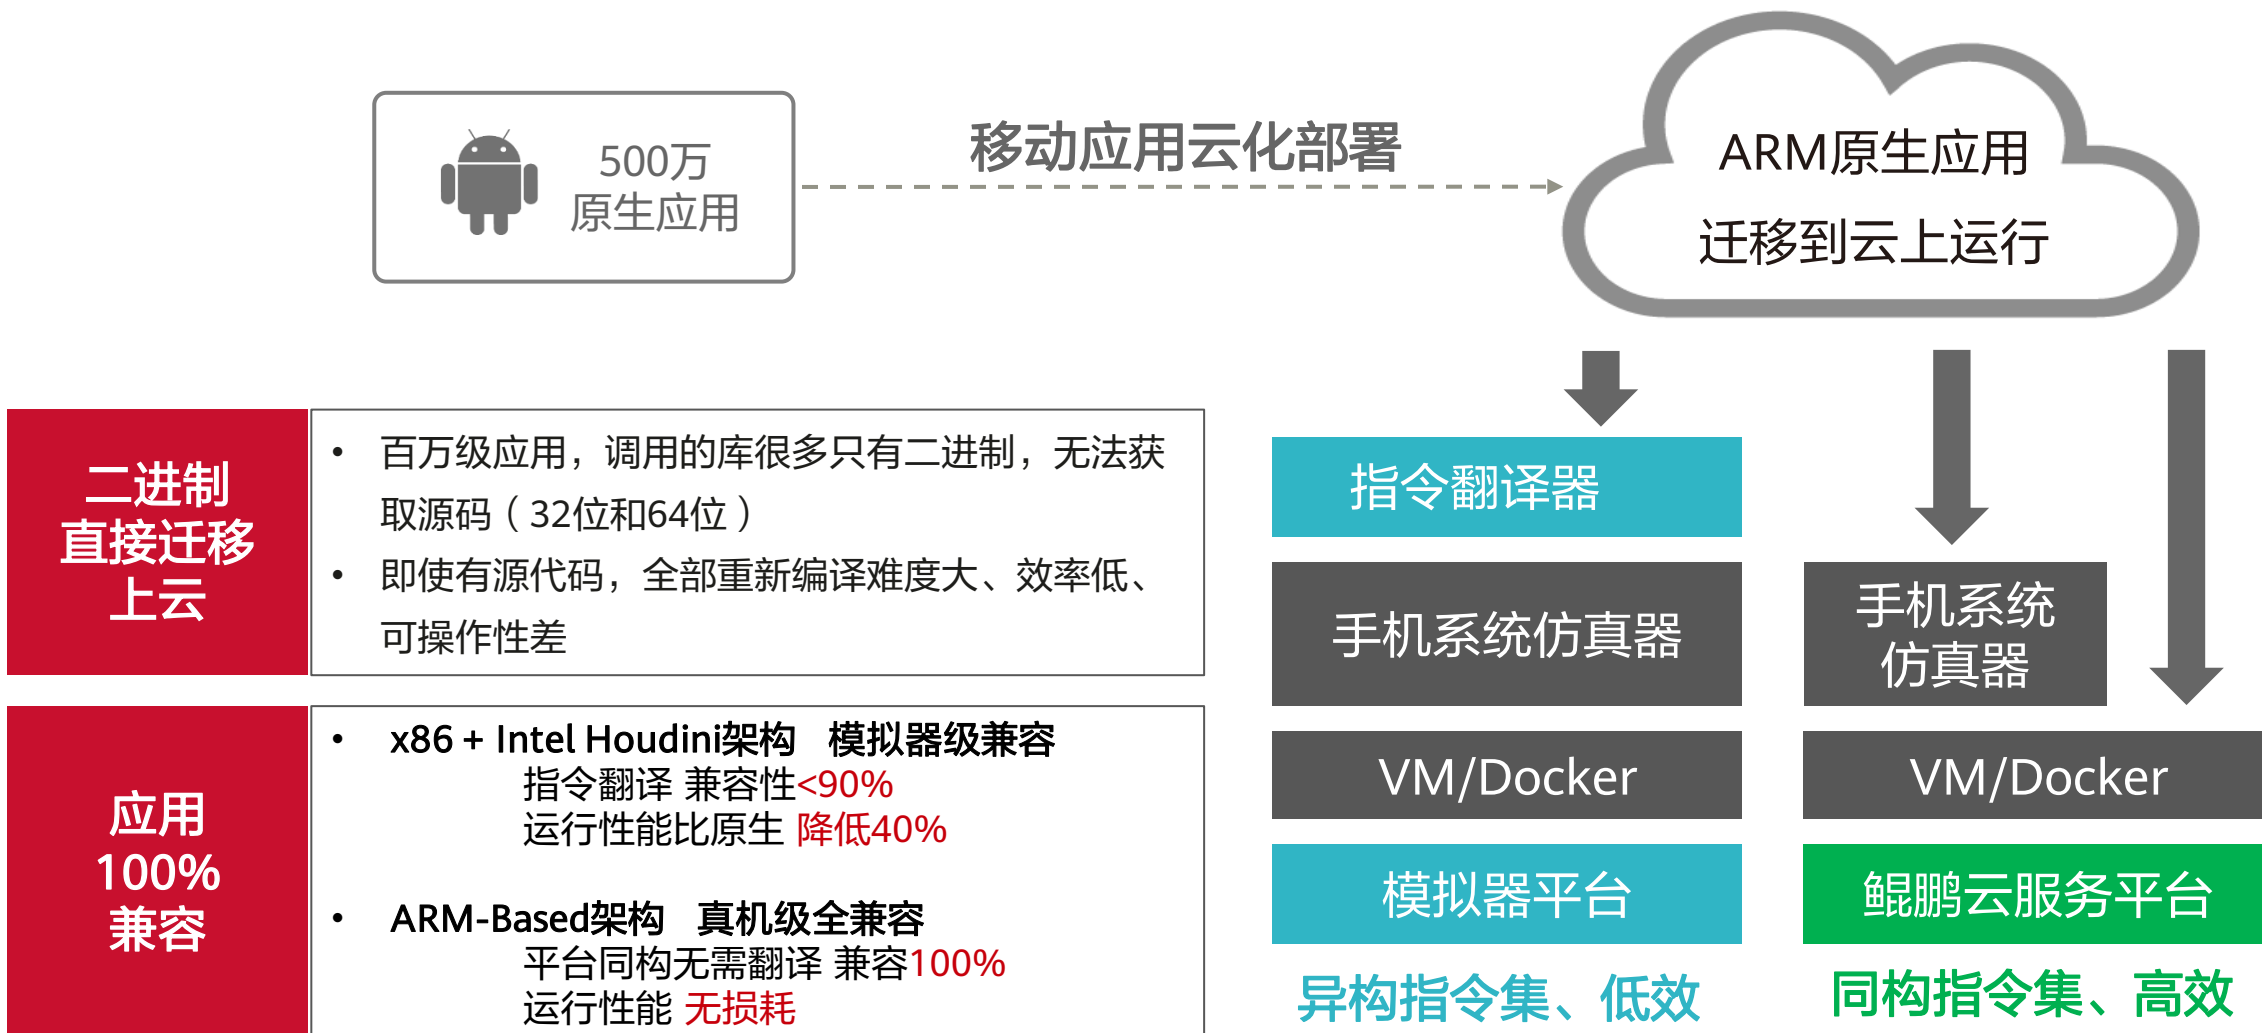 500万
原生应用
移动应用云化部署
ARM原生应用
迁移到云上运行
二进制
直接迁移
上云
• 百万级应用，调用的库很多只有二进制，无法获
取源码（32位和64位）
• 即使有源代码，全部重新编译难度大、效率低、
可操作性差
应用
100%
兼容
• x86 + Intel Houdini架构 模拟器级兼容
指令翻译 兼容性<90%
运行性能比原生 降低40%
• ARM-Based架构 真机级全兼容
平台同构无需翻译 兼容100%
运行性能 无损耗
指令翻译器
手机系统仿真器
VM/Docker
模拟器平台
异构指令集、低效
手机系统
仿真器
VM/Docker
鲲鹏云服务平台
同构指令集、高效